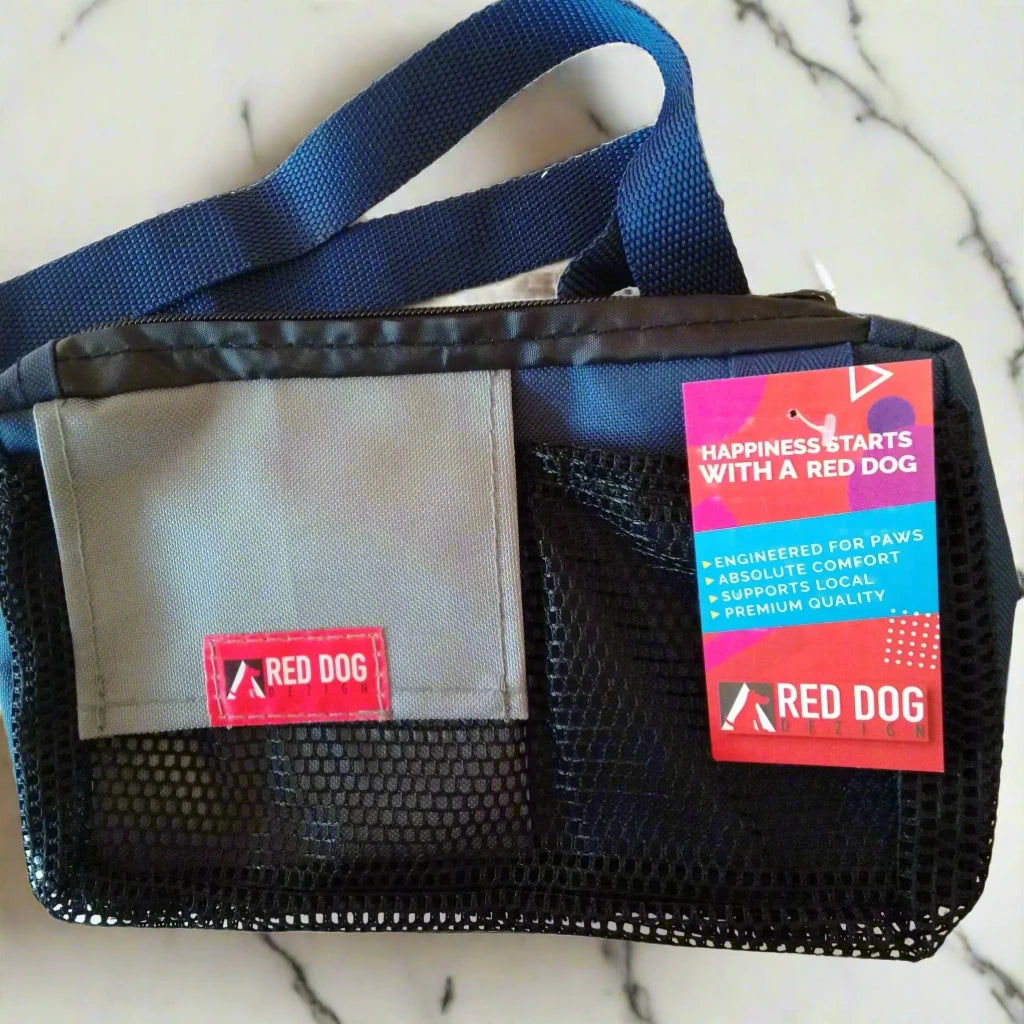 HAPPINESS STARTS
WITH A RED DOG
ENGINEERED FOR PAWS
ABSOLUTE COMFORT
SUPPORTS LOCAL
PREMIUM QUALITY
RED DOG
DEZIGN
RED DOG
DEZIGN